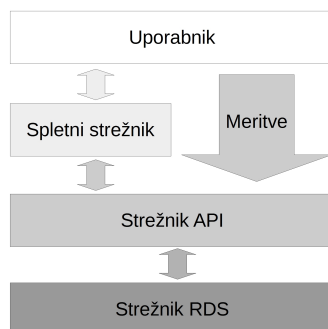 Uporabnik
Spletni strežnik
Meritve
Strežnik API
Strežnik RDS